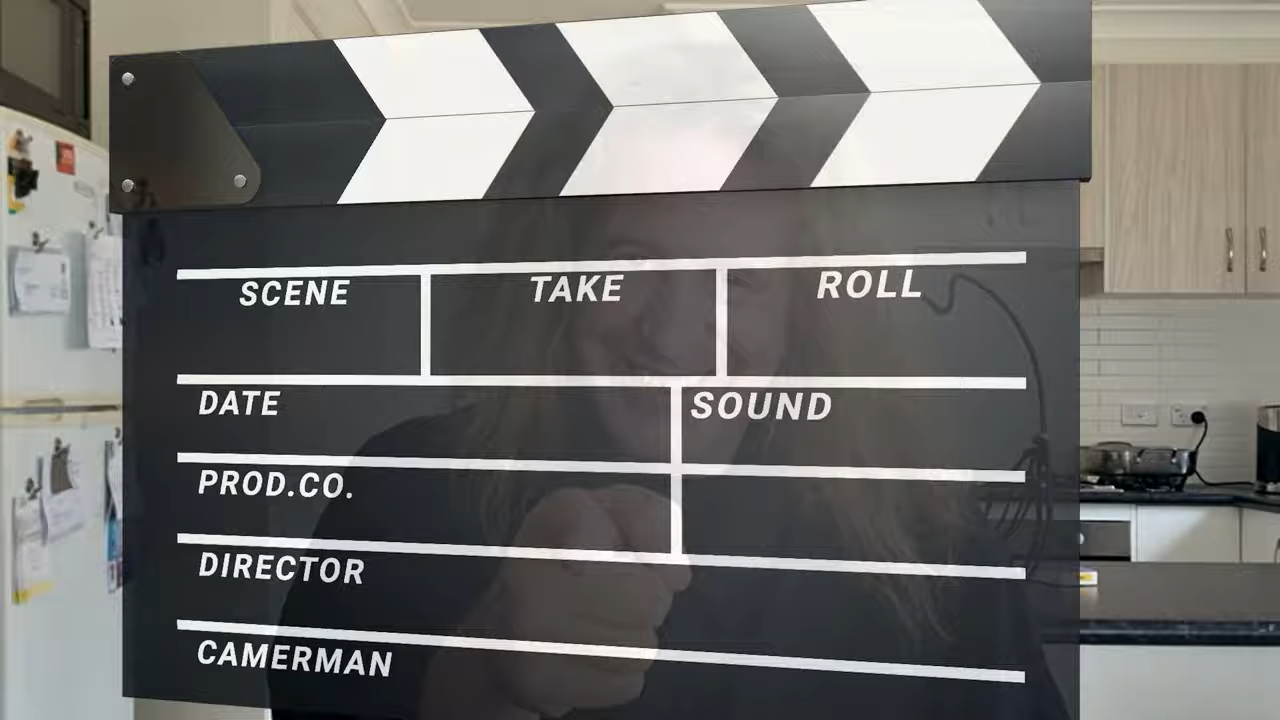 SCENE TAKE ROLL
DATE SOUND
PROD.CO.
DIRECTOR
CAMERMAN